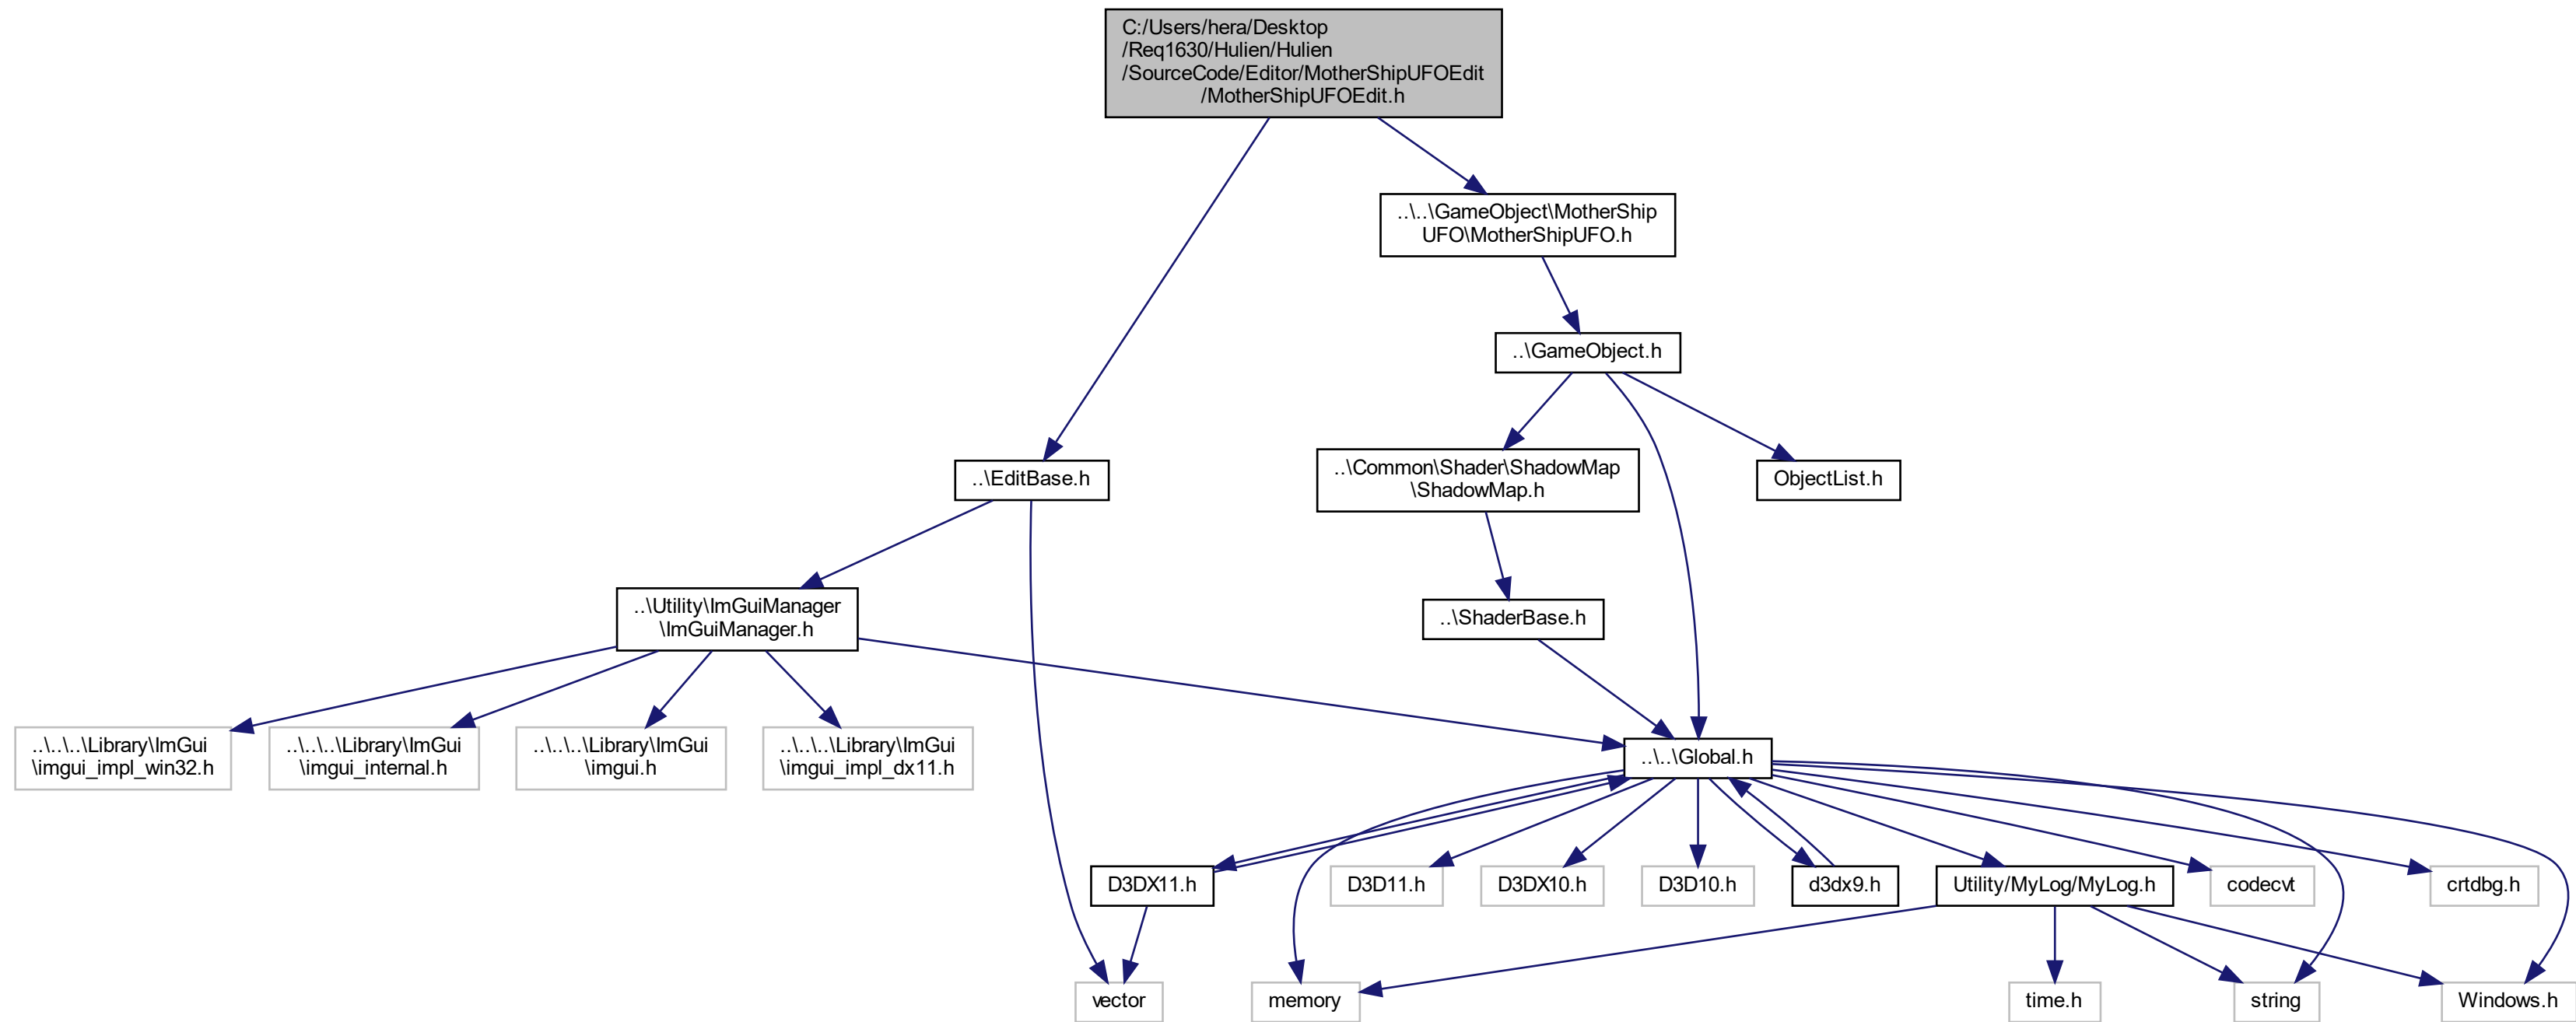 C:/Users/hera/Desktop
/Req1630/Hulien/Hulien
/SourceCode/Editor/MotherShipUFOEdit
/MotherShipUFOEdit.h
..\..\GameObject\MotherShip
UFO\MotherShipUFO.h
..\GameObject.h
..\EditBase.h
..\Common\Shader\ShadowMap
\ShadowMap.h
ObjectList.h
..\Utility\ImGuiManager
\ImGuiManager.h
..\ShaderBase.h
..\..\..\Library\ImGui
\imgui_impl_win32.h
..\..\..\Library\ImGui
\imgui_internal.h
..\..\..\Library\ImGui
\imgui.h
..\..\..\Library\ImGui
\imgui_impl_dx11.h
..\..\Global.h
D3DX11.h
D3D11.h
D3DX10.h
D3D10.h
d3dx9.h
Utility/MyLog/MyLog.h
codecvt
crtdbg.h
vector
memory
time.h
string
Windows.h